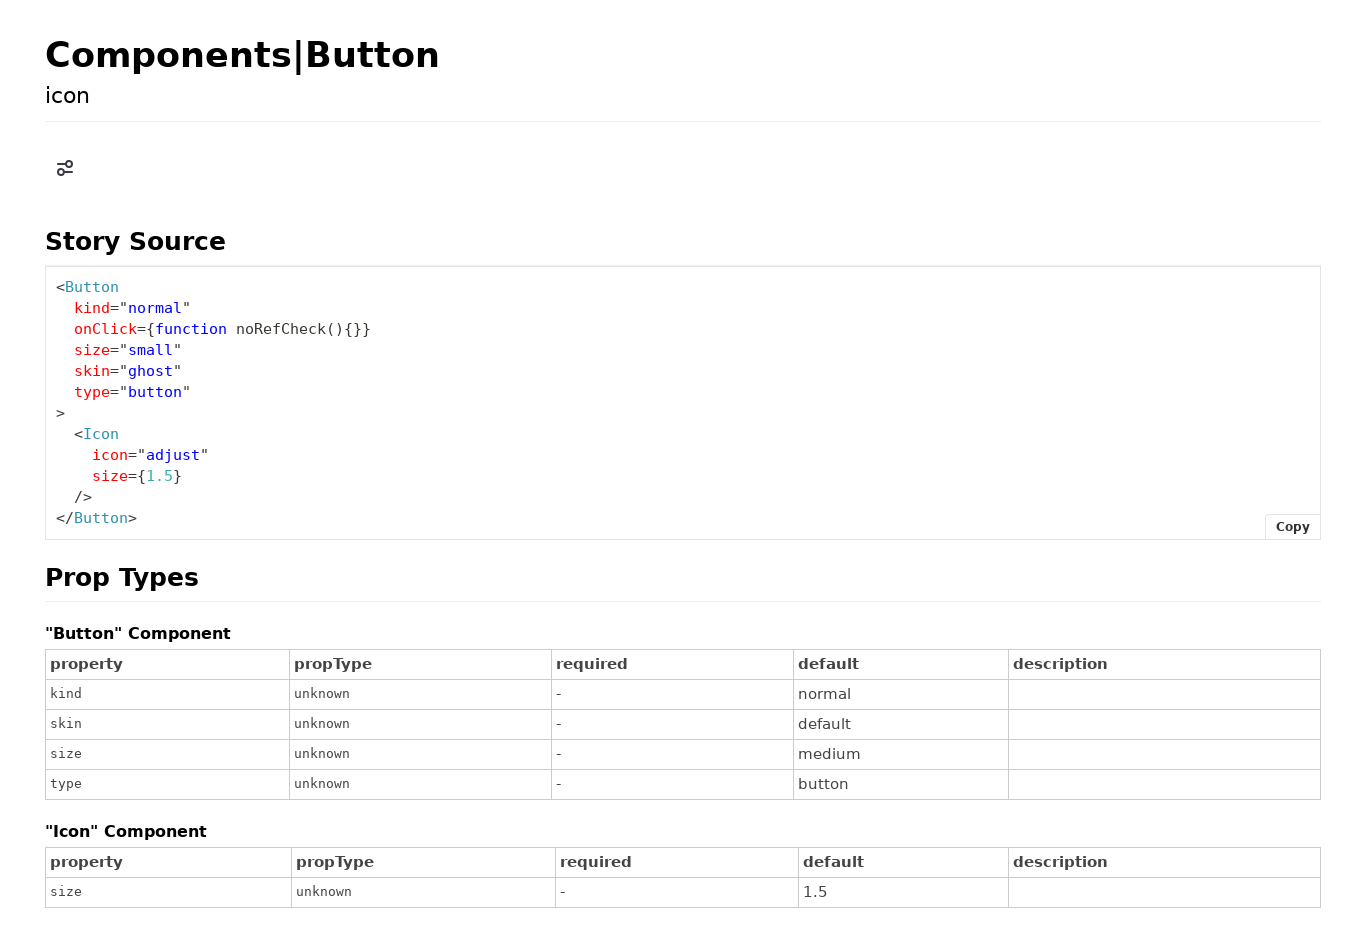 Components|Button
icon
Story Source
<Button
  kind="normal"
  onClick={function noRefCheck(){}}
  size="small"
  skin="ghost"
  type="button"
>
  <Icon
    icon="adjust"
    size={1.5}
  />
</Button>
Copy
Prop Types
"Button" Component
property propType required default description
kind unknown - normal
skin unknown - default
size unknown - medium
type unknown - button
"Icon" Component
property propType required default description
size unknown - 1.5